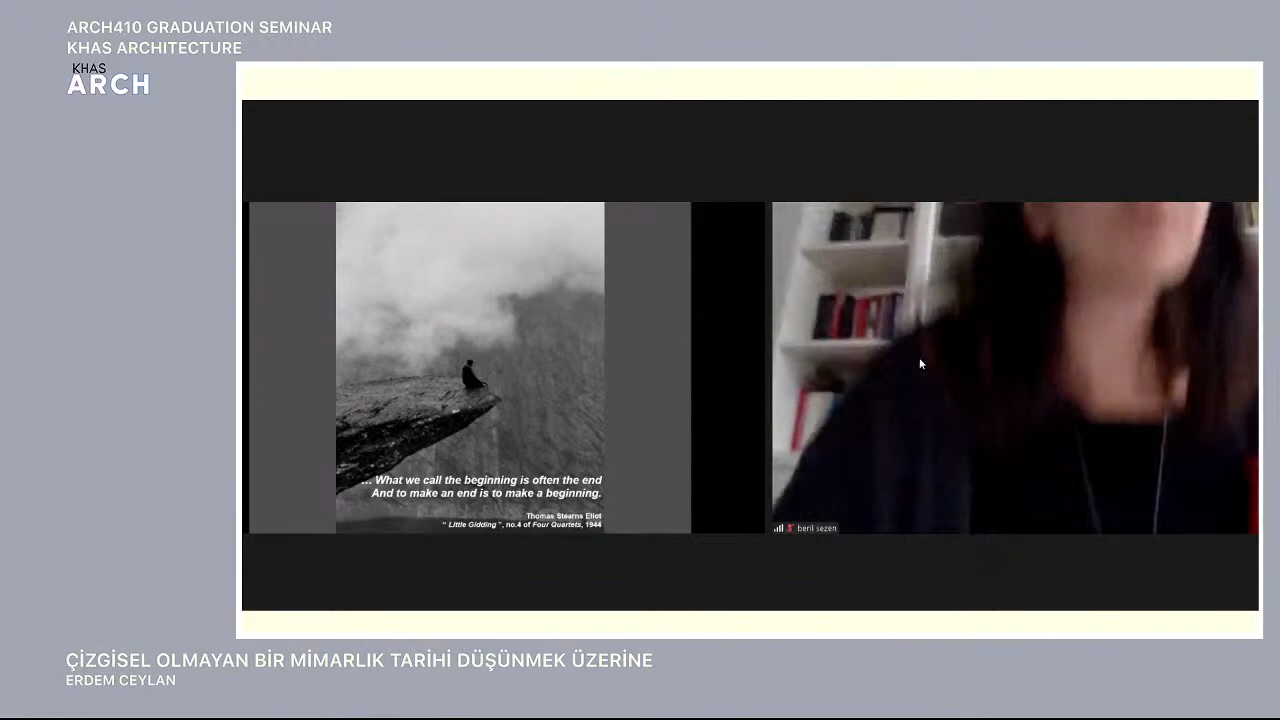 ARCH410 GRADUATION SEMINAR
KHAS ARCHITECTURE
KHAS
ARCH
... What we call the beginning is often the end
And to make an end is to make a beginning.
Thomas Stearns Eliot
" Little Gidding ", no.4 of Four Quartets, 1944
beril sezen
ÇİZGİSEL OLMAYAN BİR MİMARLIK TARİHİ DÜŞÜNMEK ÜZERİNE
ERDEM CEYLAN